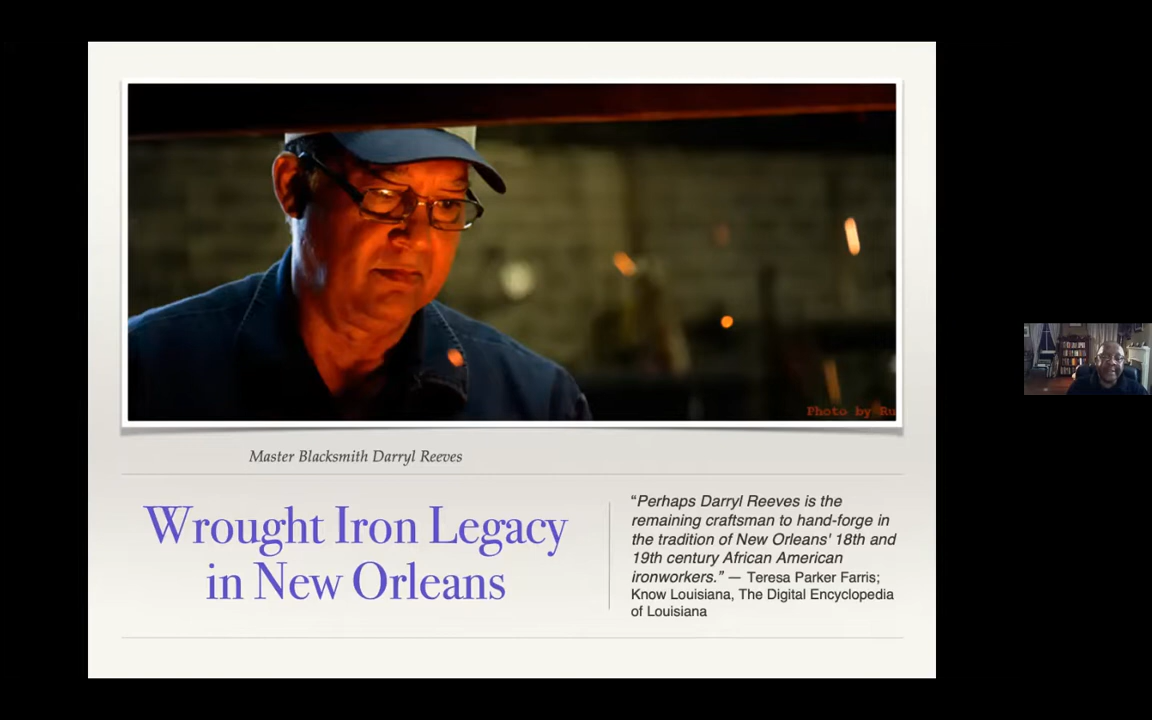 Photo by Ru
Master Blacksmith Darryl Reeves
Wrought Iron Legacy
in New Orleans
“Perhaps Darryl Reeves is the
remaining craftsman to hand-forge in
the tradition of New Orleans' 18th and
19th century African American
ironworkers.” — Teresa Parker Farris;
Know Louisiana, The Digital Encyclopedia
of Louisiana